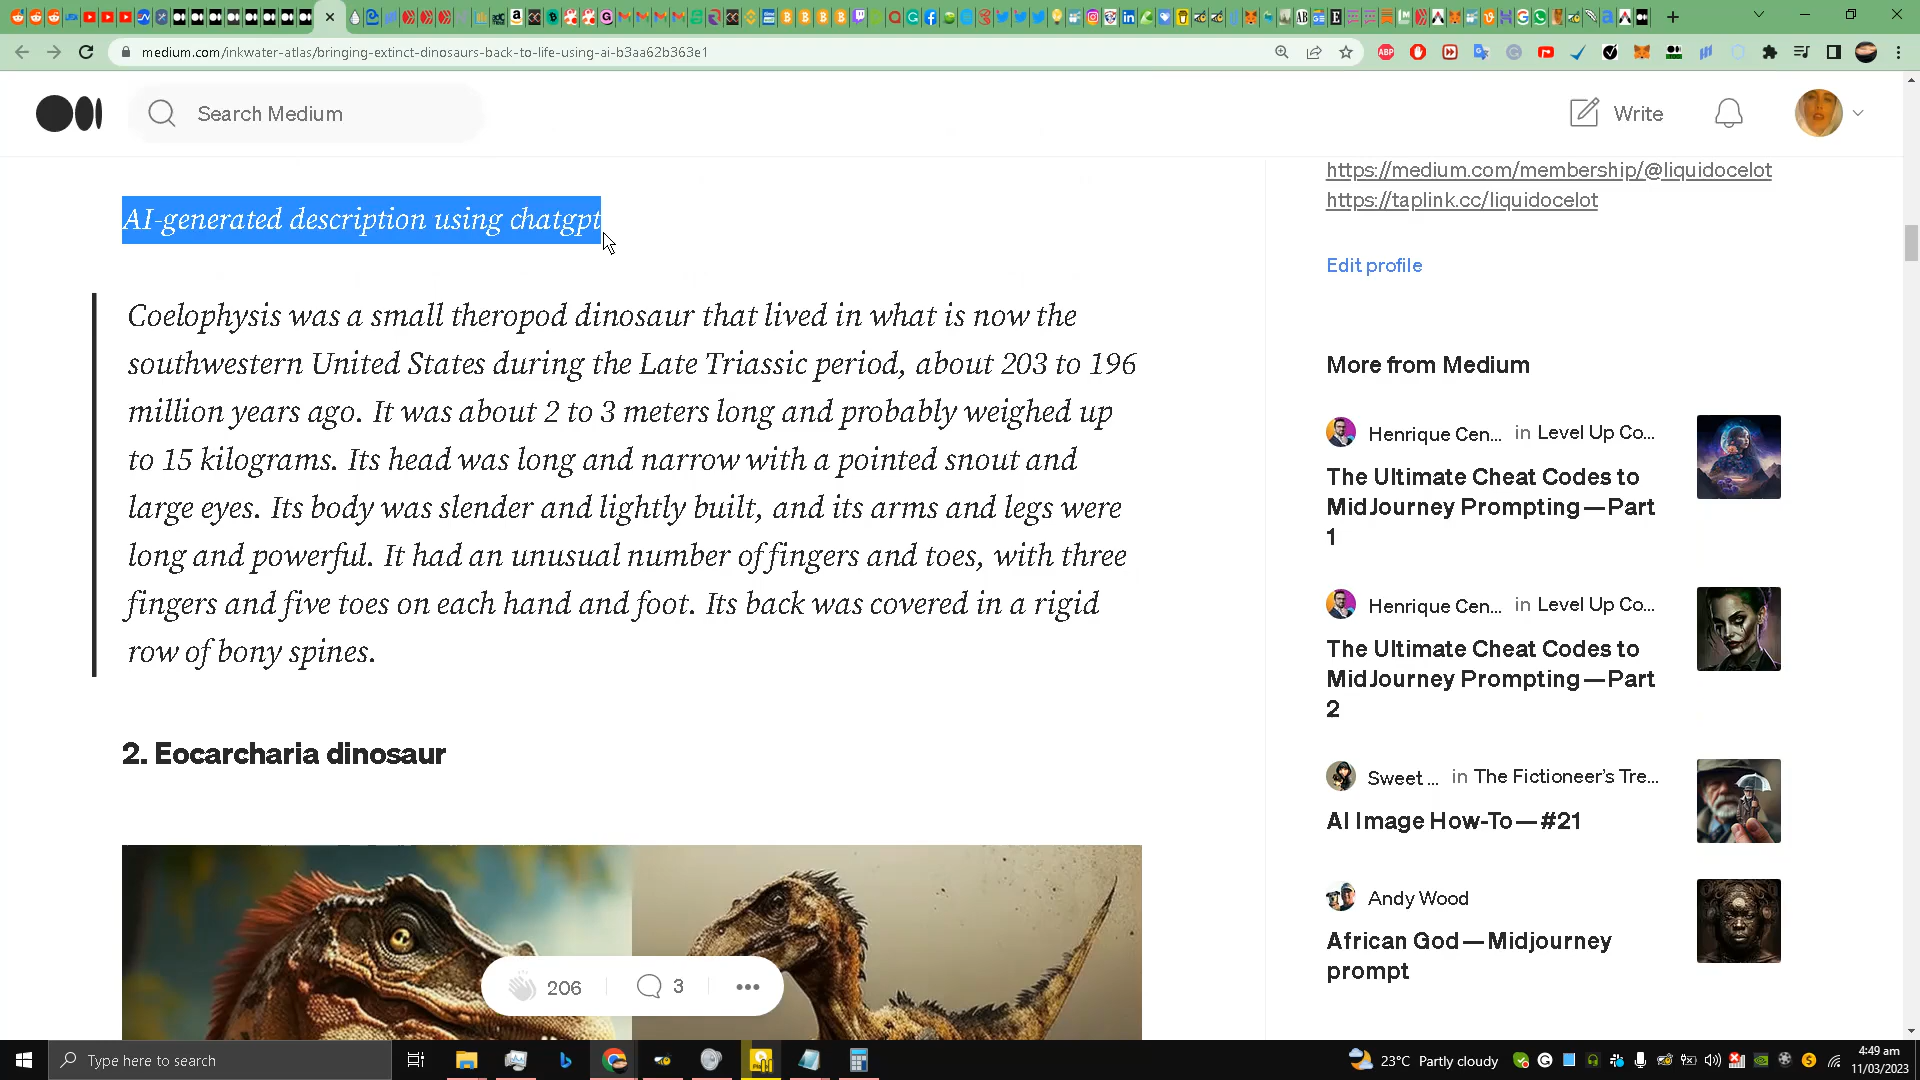 medium.com/inkwater-atlas/bringing-extinct-dinosaurs-back-to-life-using-ai-b3aa62b363e1
Search Medium
Write
https://medium.com/membership/@liquidocelot
https://taplink.cc/liquidocelot
Edit profile
AI-generated description using chatgpt
Coelophysis was a small theropod dinosaur that lived in what is now the
southwestern United States during the Late Triassic period, about 203 to 196
million years ago. It was about 2 to 3 meters long and probably weighed up
to 15 kilograms. Its head was long and narrow with a pointed snout and
large eyes. Its body was slender and lightly built, and its arms and legs were
long and powerful. It had an unusual number of fingers and toes, with three
fingers and five toes on each hand and foot. Its back was covered in a rigid
row of bony spines.
2. Eocarcharia dinosaur
206
3
More from Medium
Henrique Cen... in Level Up Co...
The Ultimate Cheat Codes to
MidJourney Prompting—Part
1
Henrique Cen... in Level Up Co...
The Ultimate Cheat Codes to
MidJourney Prompting—Part
2
Sweet ... in The Fictioneer's Tre...
AI Image How-To—#21
Andy Wood
African God—Midjourney
prompt
Type here to search
23°C Partly cloudy
4:49 am
11/03/2023